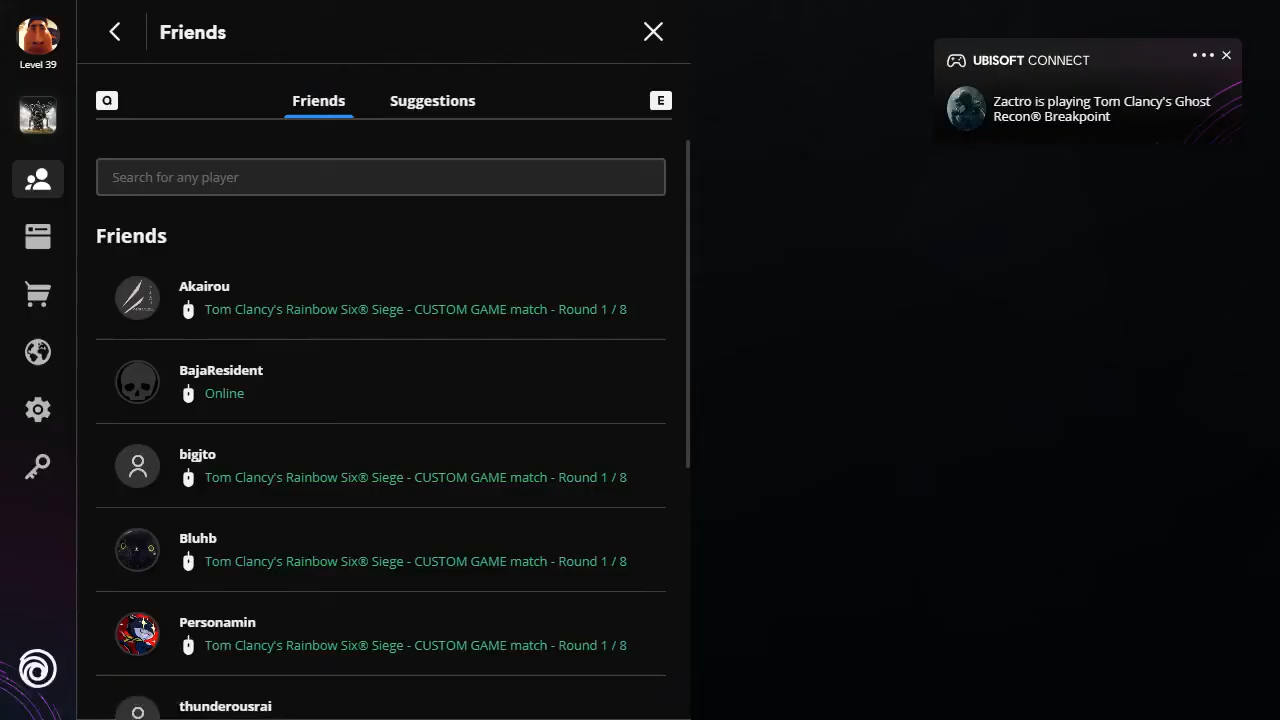 Level 39
Friends
Q
Friends
Suggestions
E
Search for any player
Friends
Akairou
Tom Clancy's Rainbow Six® Siege - CUSTOM GAME match - Round 1 / 8
BajaResident
Online
bigjto
Tom Clancy's Rainbow Six® Siege - CUSTOM GAME match - Round 1 / 8
Bluhb
Tom Clancy's Rainbow Six® Siege - CUSTOM GAME match - Round 1 / 8
Personamin
Tom Clancy's Rainbow Six® Siege - CUSTOM GAME match - Round 1 / 8
thunderousrai
UBISOFT CONNECT
Zactro is playing Tom Clancy's Ghost
Recon® Breakpoint